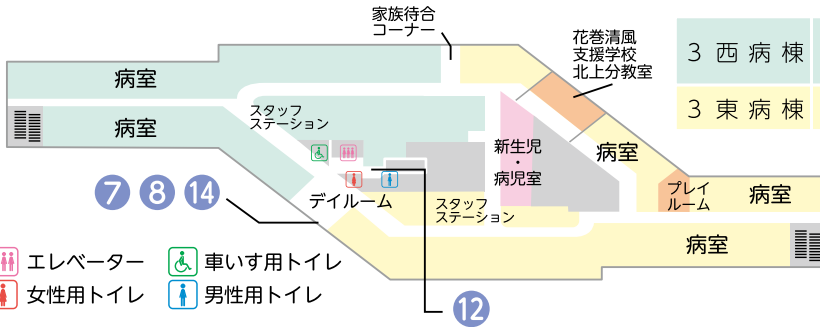 家族待合
コーナー
花巻清風
支援学校
北上分教室
3 西病棟
3 東病棟
病室
病室
スタッフ
ステーション
新生児
・
病児室
病室
プレイ
ルーム
病室
病室
デイルーム
スタッフ
ステーション
7 8 14
12
エレベーター
車いす用トイレ
女性用トイレ
男性用トイレ